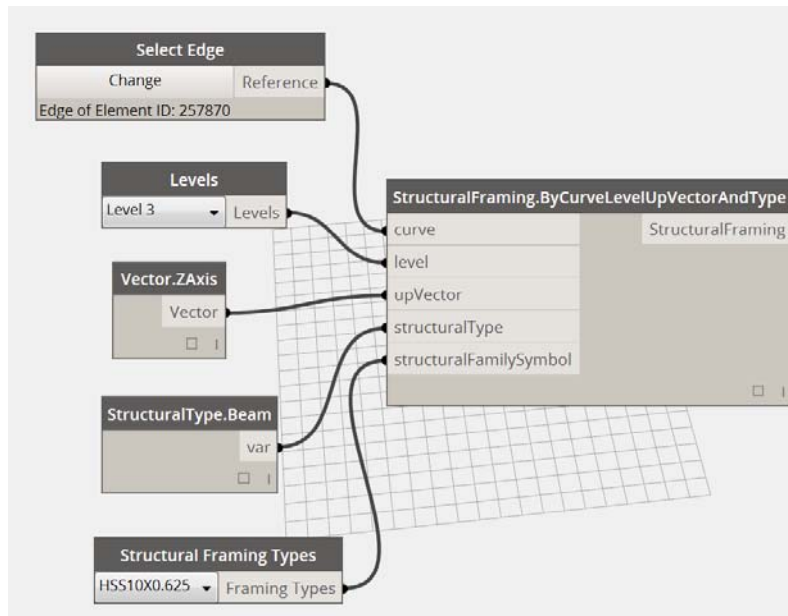 Select Edge
Change Reference
Edge of Element ID: 257870
Levels
Level 3 Levels
StructuralFraming.ByCurveLevelUpVectorAndType
curve StructuralFraming
level
Vector.ZAxis
Vector
upVector
structuralType
structuralFamilySymbol
StructuralType.Beam
var
Structural Framing Types
HSS10X0.625 Framing Types